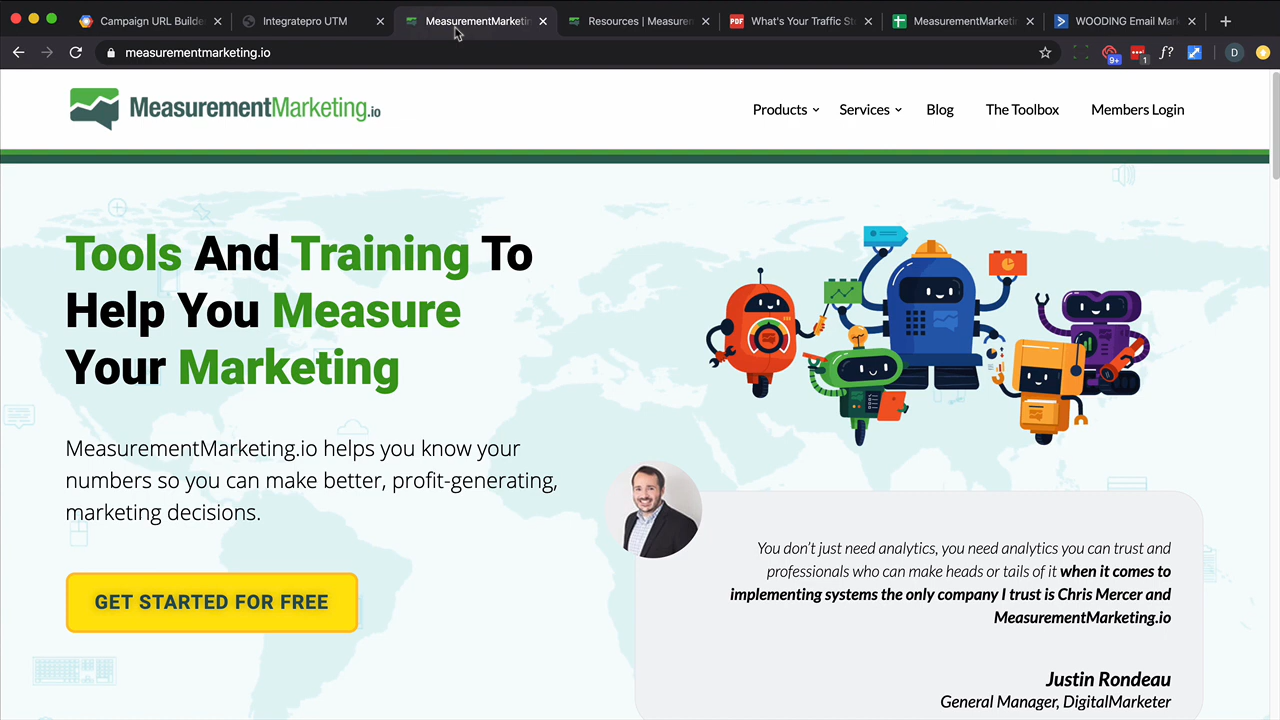 Campaign URL Builde
Integratepro UTM
MeasurementMarketin
Resources | Measurem
What's Your Traffic St
MeasurementMarketing
WOODING Email Mark
measurementmarketing.io
9+
1
f?
D
MeasurementMarketing.io
Products
Services
Blog
The Toolbox
Members Login
Tools And Training To
Help You Measure
Your Marketing
MeasurementMarketing.io helps you know your
numbers so you can make better, profit-generating,
marketing decisions.
GET STARTED FOR FREE
You don't just need analytics, you need analytics you can trust and
professionals who can make heads or tails of it when it comes to
implementing systems the only company I trust is Chris Mercer and
MeasurementMarketing.io
Justin Rondeau
General Manager, DigitalMarketer